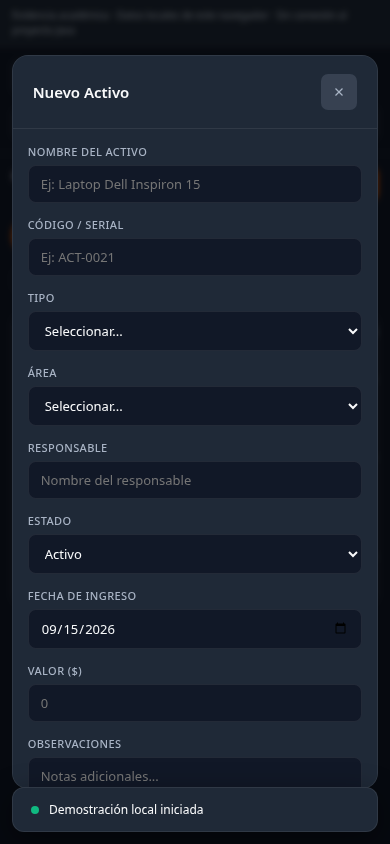 Nuevo Activo
×
NOMBRE DEL ACTIVO
Ej: Laptop Dell Inspiron 15
CÓDIGO / SERIAL
Ej: ACT-0021
TIPO
Seleccionar...
ÁREA
Seleccionar...
RESPONSABLE
Nombre del responsable
ESTADO
Activo
FECHA DE INGRESO
09/15/2026
VALOR ($)
0
OBSERVACIONES
Notas adicionales...
Demostración local iniciada